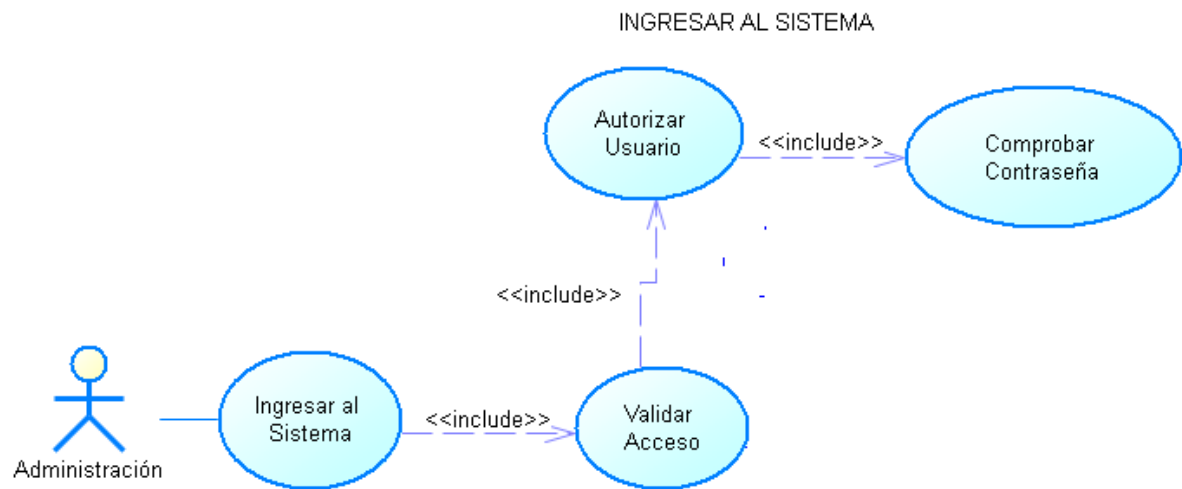 INGRESAR AL SISTEMA
Autorizar
Usuario
<<include>>
Comprobar
Contraseña
<<include>>
Ingresar al
Sistema
<<include>>
Validar
Acceso
Administración